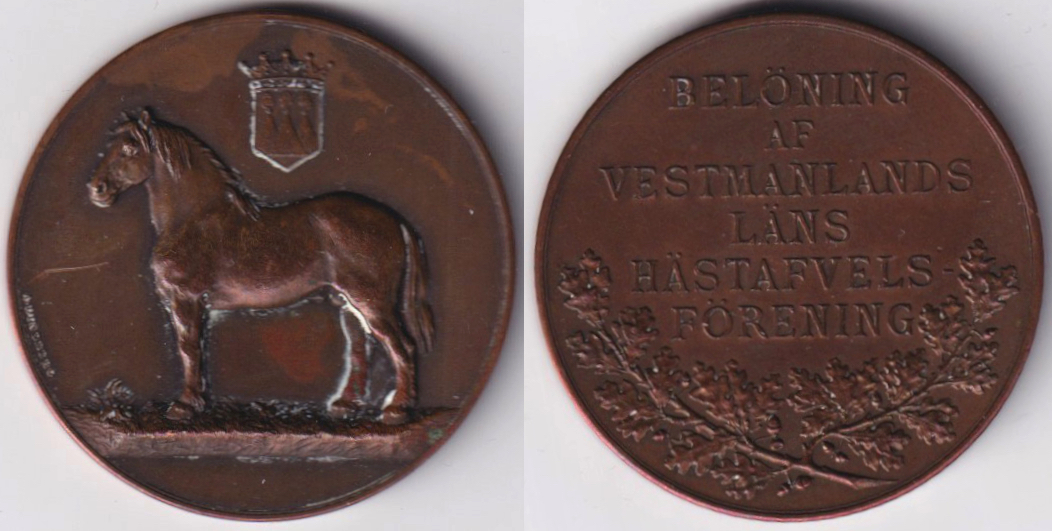 BELÖNING
AF
VESTMANLANDS
LÄNS
HÄSTAFVELS-
FÖRENING